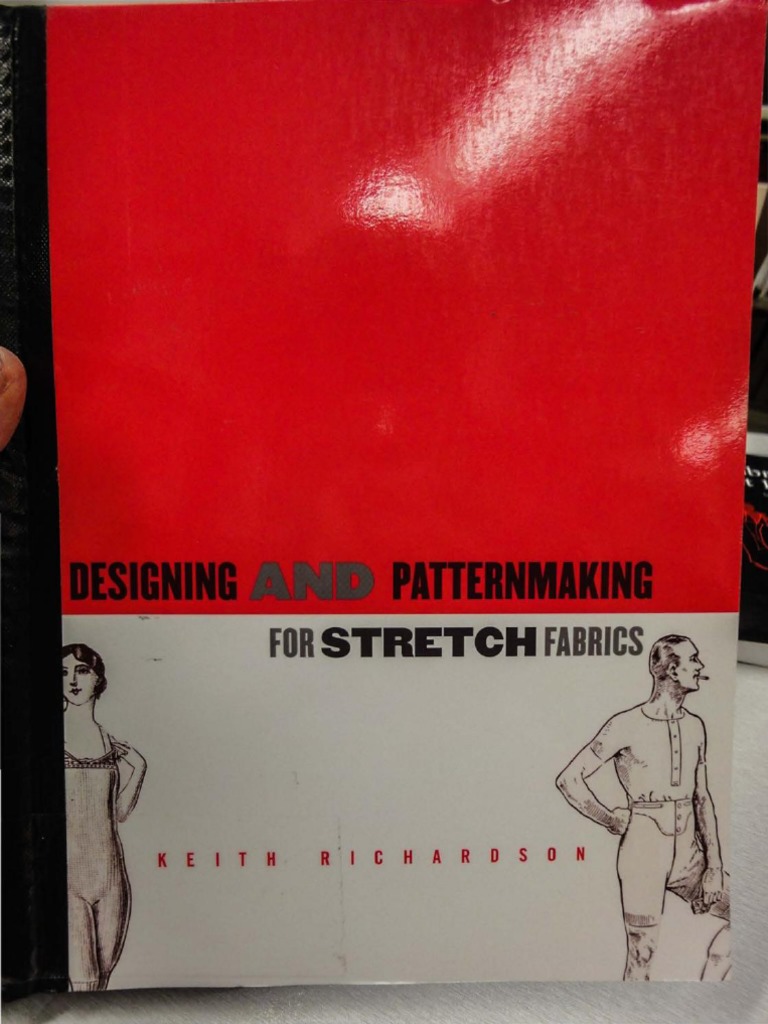 DESIGNING AND PATTERNMAKING
FOR STRETCH FABRICS
KEITH RICHARDSON